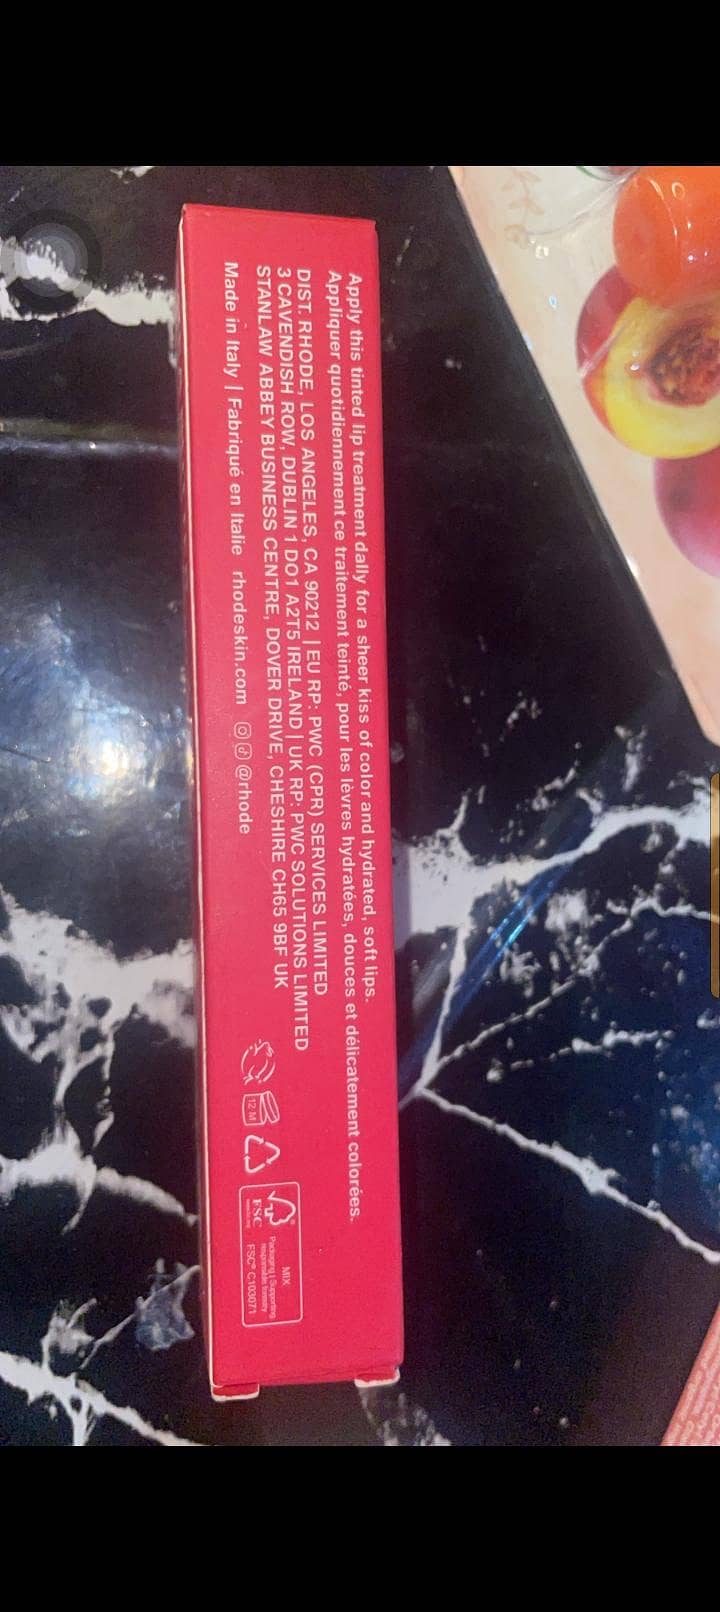 Apply this tinted lip treatment dally for a sheer kiss of color and hydrated, soft lips.
Appliquer quotidiennement ce traitement teinté, pour les lèvres hydratées, douces et délicatement colorées.
DIST. RHODE, LOS ANGELES, CA 90212 | EU RP: PWC (CPR) SERVICES LIMITED
3 CAVENDISH ROW, DUBLIN 1 DO1 A2T5 IRELAND | UK RP: PWC SOLUTIONS LIMITED
STANLAW ABBEY BUSINESS CENTRE, DOVER DRIVE, CHESHIRE CH65 9BF UK
Made in Italy | Fabriqué en Italie rhodeskin.com @rhode
12 M
FSC
MIX
Packaging | Supporting
responsible forestry
FSC® C103071